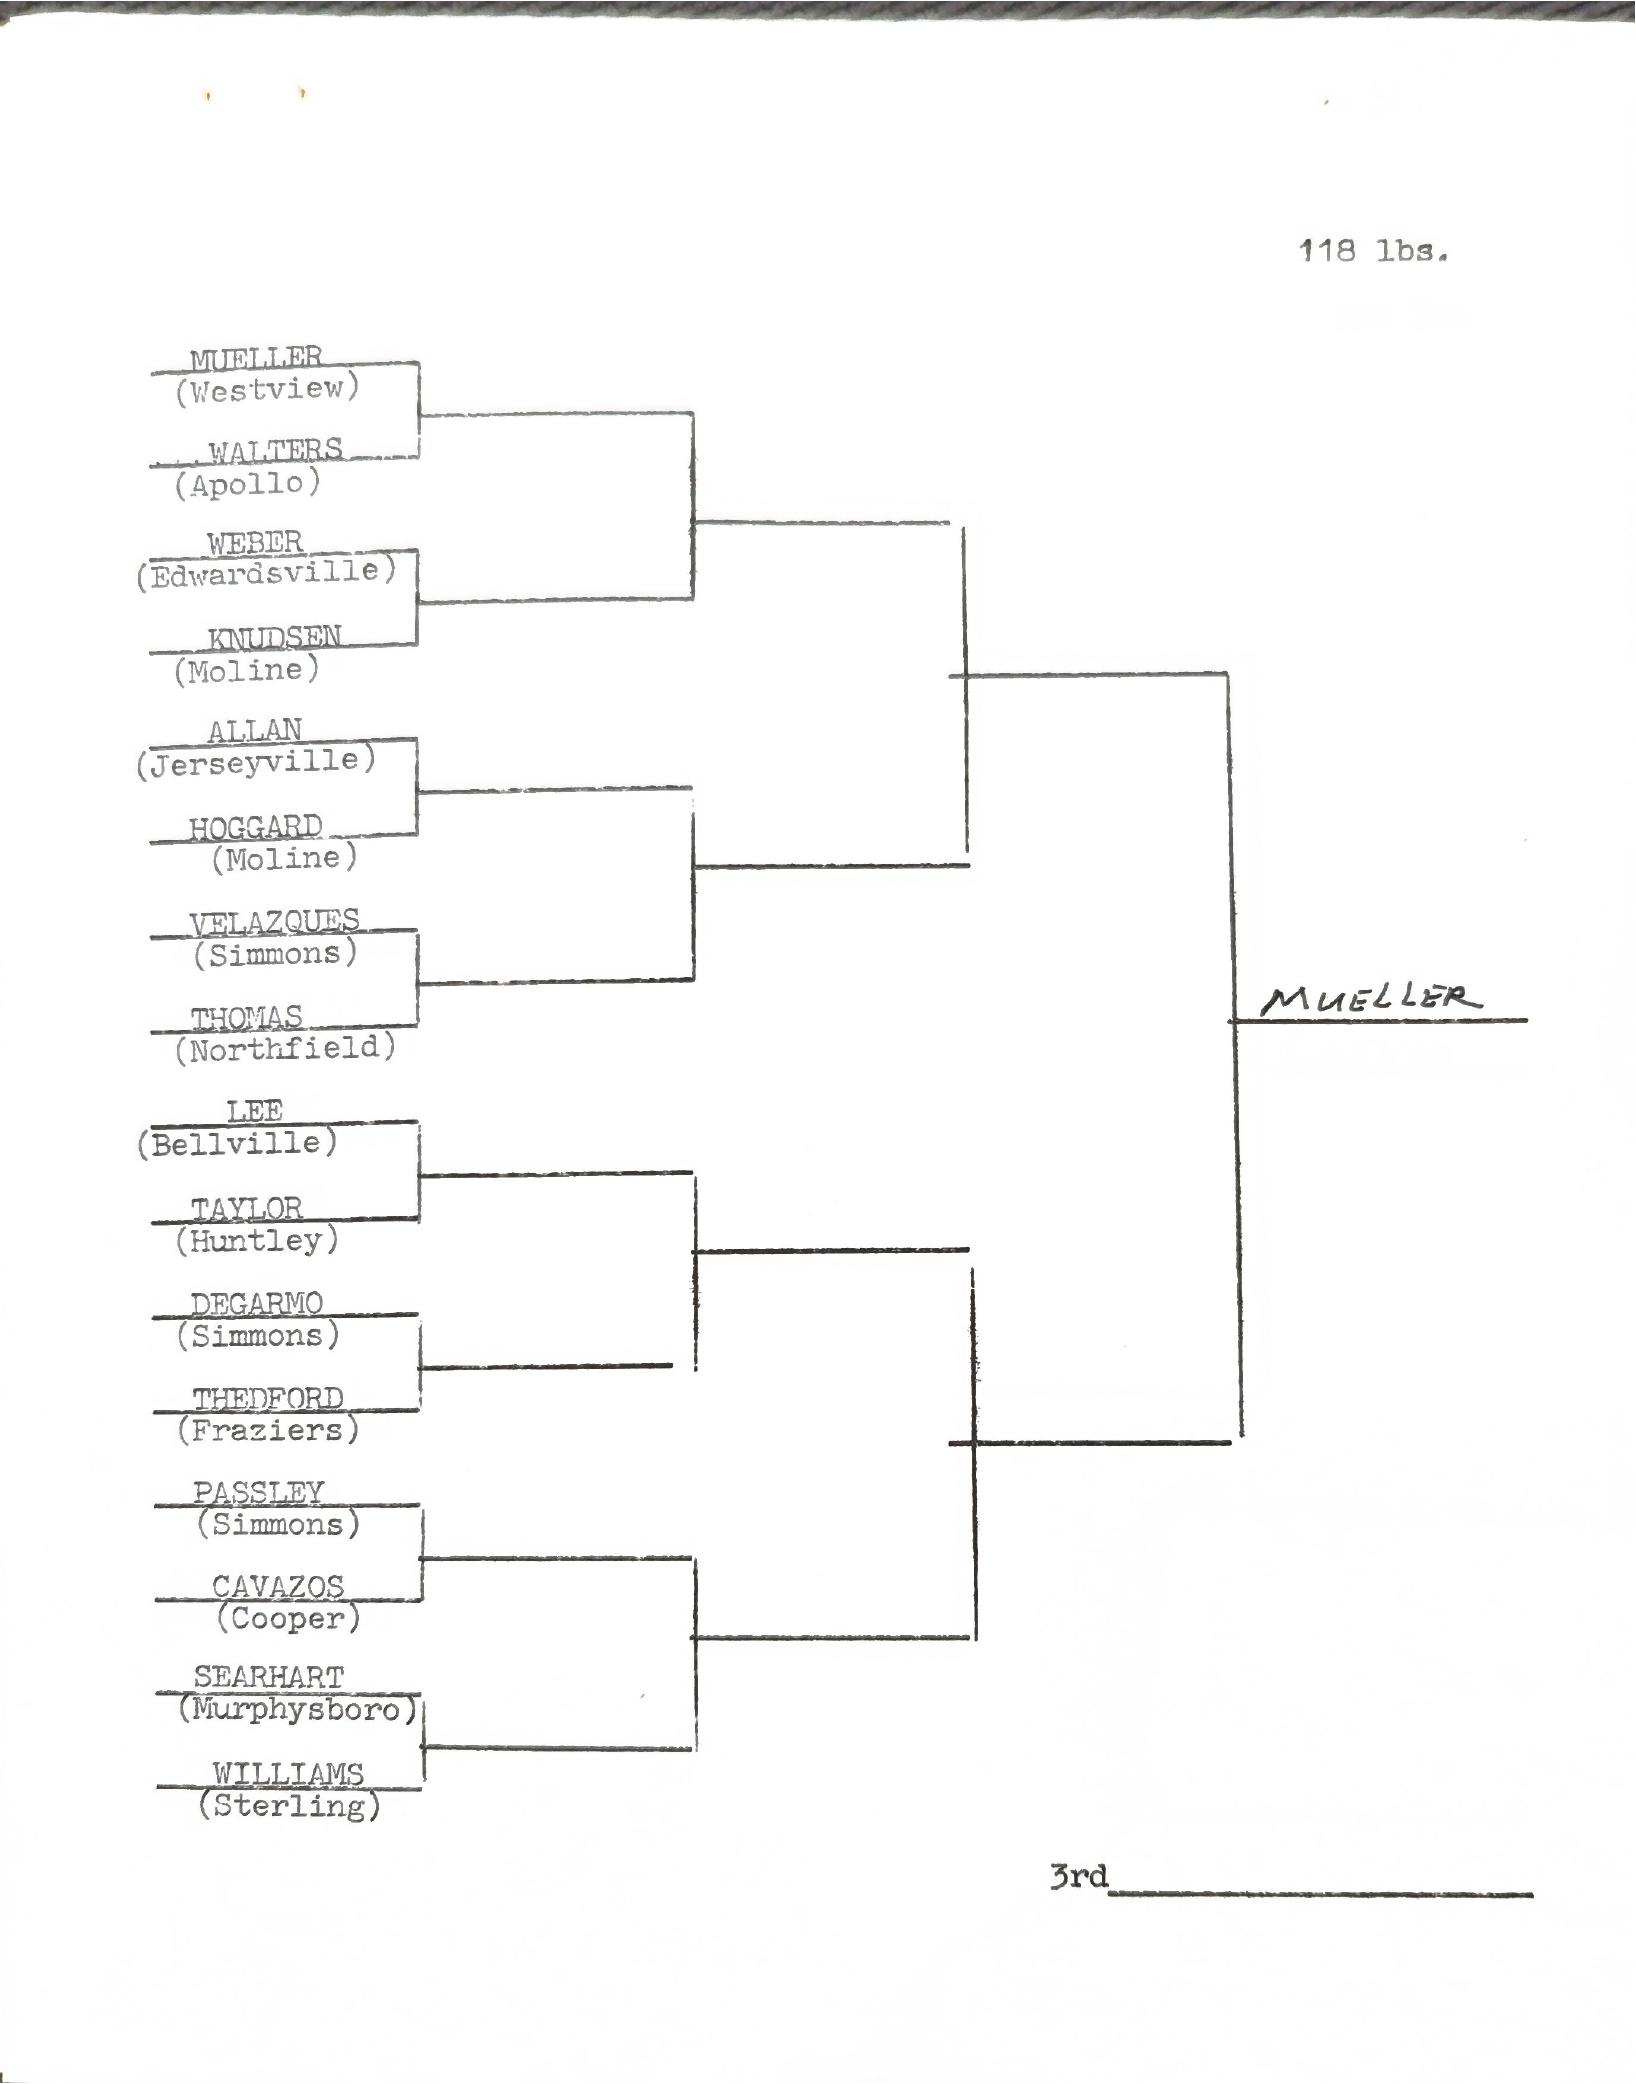 118 lbs.
MUELLER
(Westview)
WALTERS
(Apollo)
WEBER
(Edwardsville)
KNUDSEN
(Moline)
ALLAN
(Jerseyville)
HOGGARD
(Moline)
VELAZQUES
(Simmons)
THOMAS
(Northfield)
MUELLER
LEE
(Bellville)
TAYLOR
(Huntley)
DEGARMO
(Simmons)
THEDFORD
(Fraziers)
PASSLEY
(Simmons)
CAVAZOS
(Cooper)
SEARHART
(Murphysboro)
WILLIAMS
(Sterling)
3rd